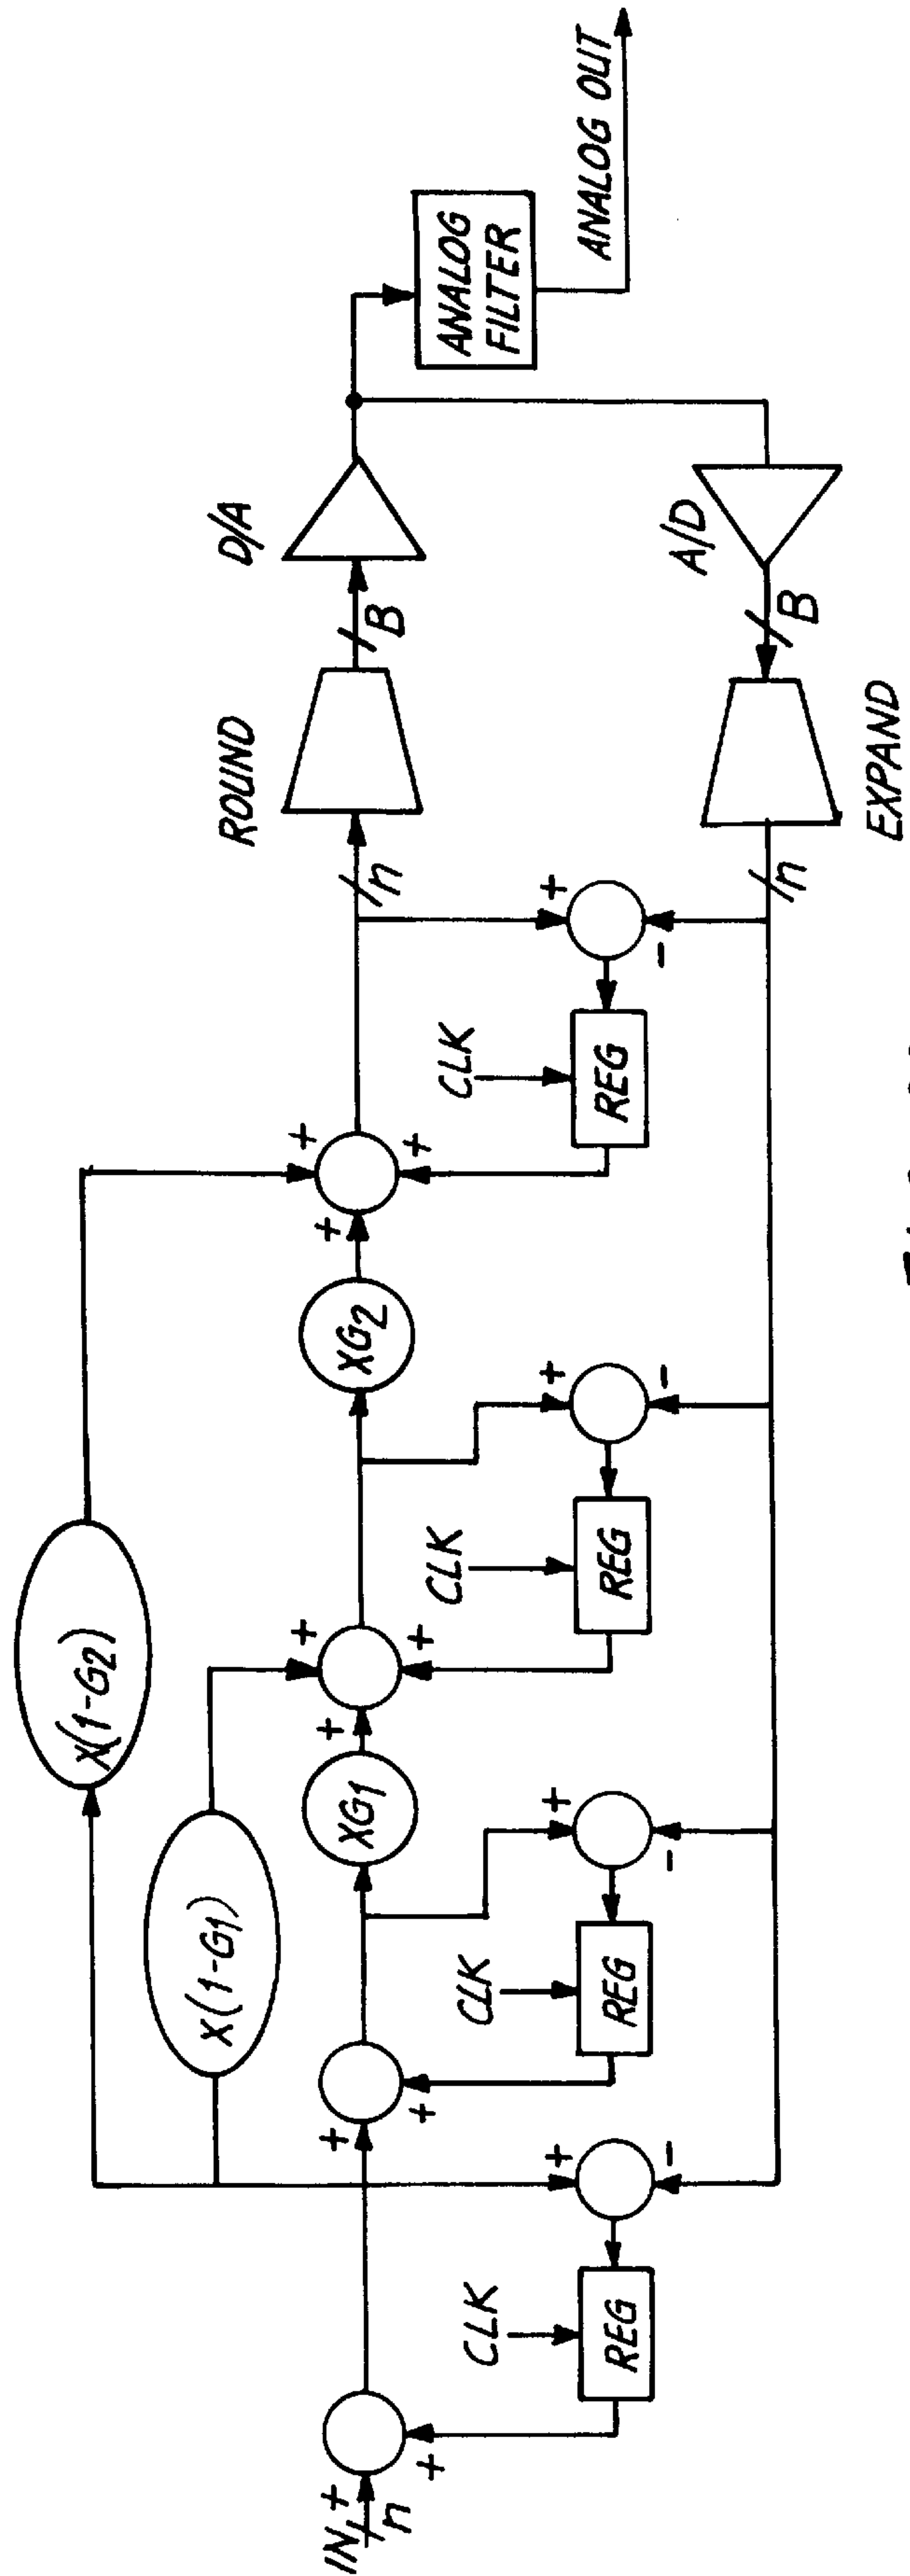 X(1-G2)
X(1-G1)
IN
+
n
+
CLK
REG
+
-
+
+
CLK
REG
+
-
XG1
+
+
+
CLK
REG
+
-
XG2
+
+
+
CLK
REG
+
-
n
ROUND
B
D/A
ANALOG
FILTER
ANALOG OUT
A/D
B
EXPAND
n